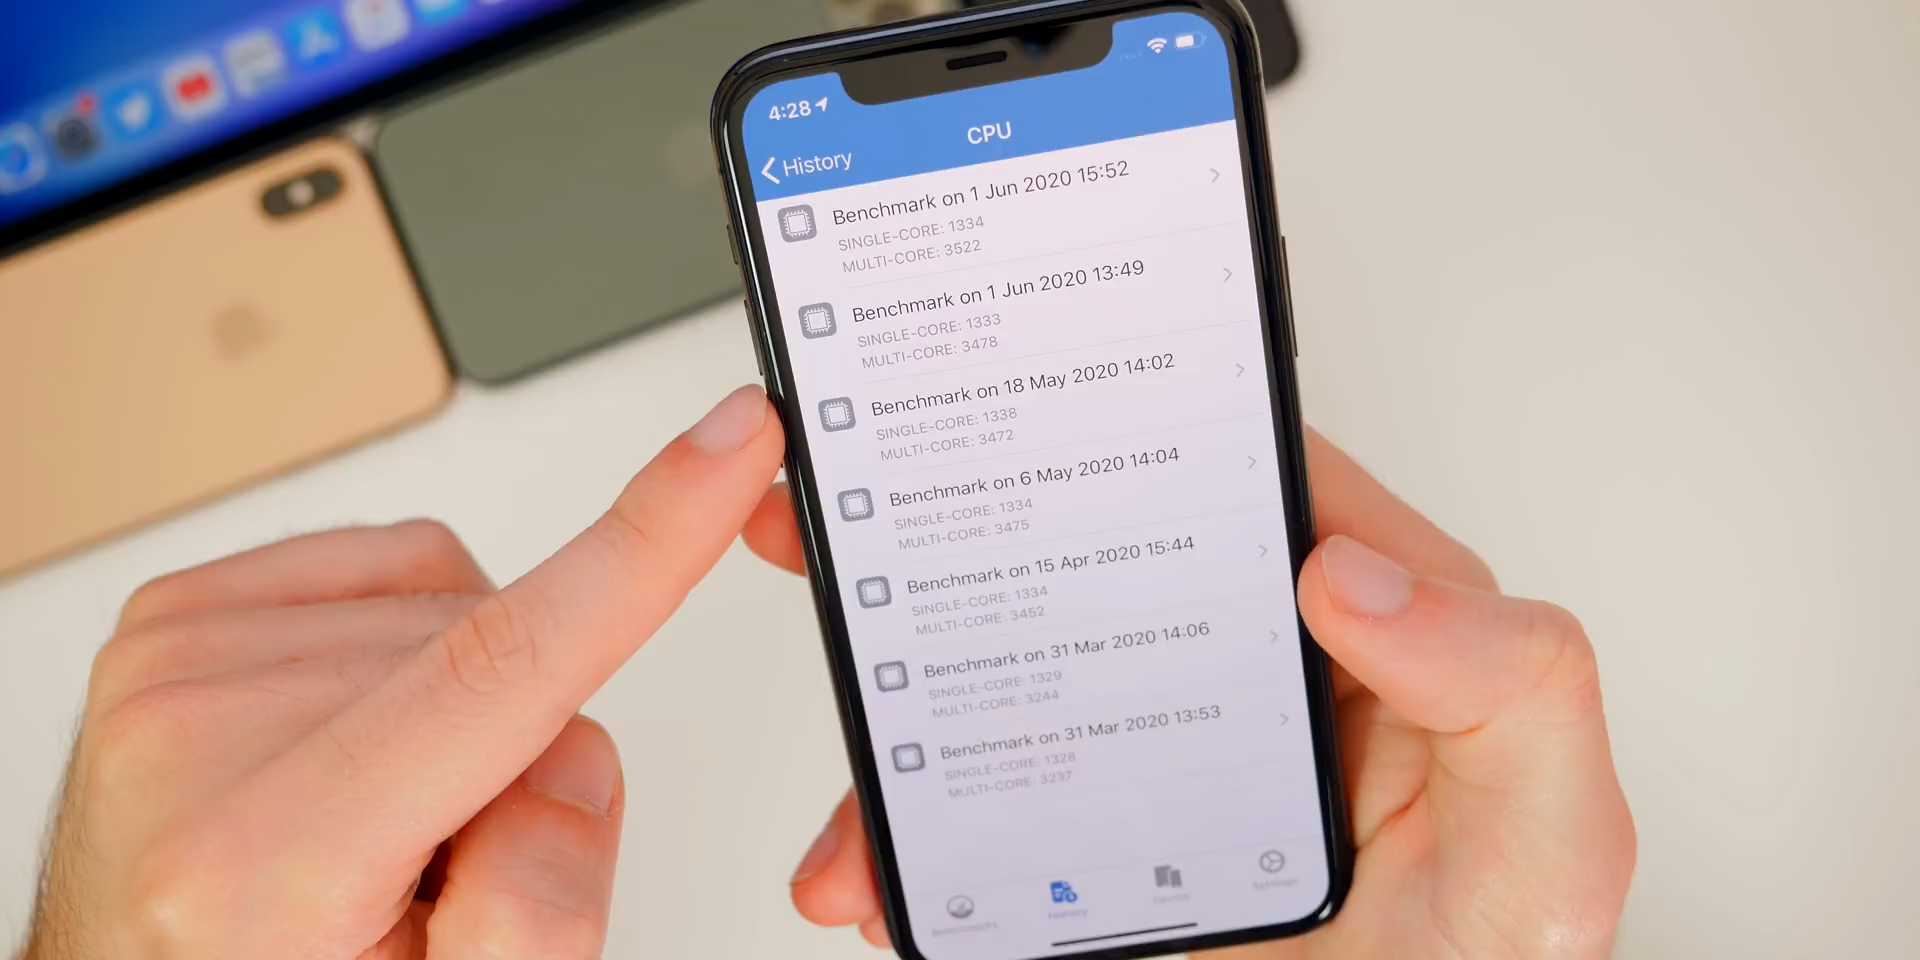 4:28
CPU
History
Benchmark on 1 Jun 2020 15:52
SINGLE-CORE: 1334
MULTI-CORE: 3522
Benchmark on 1 Jun 2020 13:49
SINGLE-CORE: 1333
MULTI-CORE: 3478
Benchmark on 18 May 2020 14:02
SINGLE-CORE: 1338
MULTI-CORE: 3472
Benchmark on 6 May 2020 14:04
SINGLE-CORE: 1334
MULTI-CORE: 3475
Benchmark on 15 Apr 2020 15:44
SINGLE-CORE: 1334
MULTI-CORE: 3452
Benchmark on 31 Mar 2020 14:06
SINGLE-CORE: 1329
MULTI-CORE: 3244
Benchmark on 31 Mar 2020 13:53
SINGLE-CORE: 1328
MULTI-CORE: 3237
History
Settings